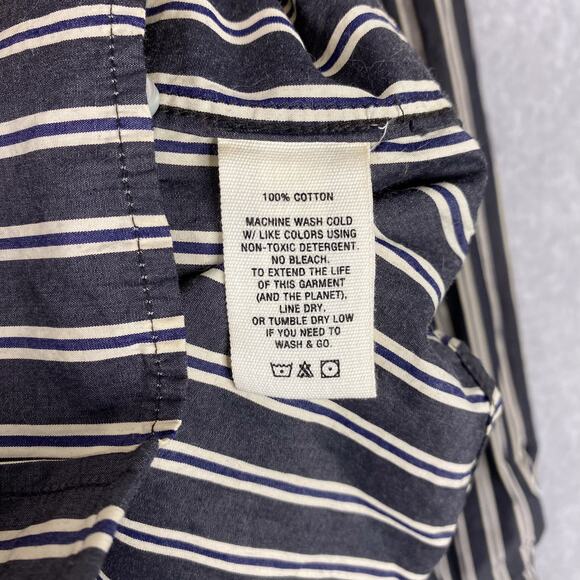 100% COTTON
MACHINE WASH COLD
W/ LIKE COLORS USING
NON-TOXIC DETERGENT.
NO BLEACH.
TO EXTEND THE LIFE
OF THIS GARMENT
(AND THE PLANET),
LINE DRY.
OR TUMBLE DRY LOW
IF YOU NEED TO
WASH & GO.